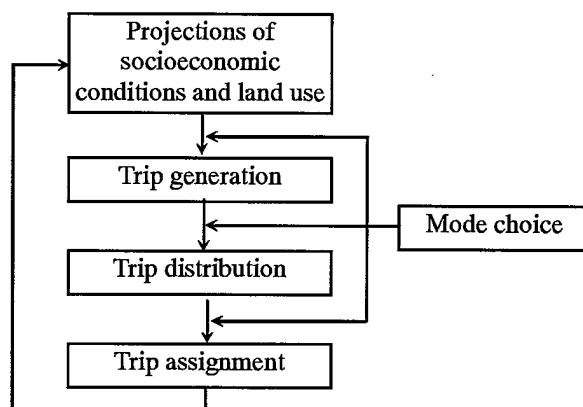 Projections of
socioeconomic
conditions and land use
Trip generation
Mode choice
Trip distribution
Trip assignment